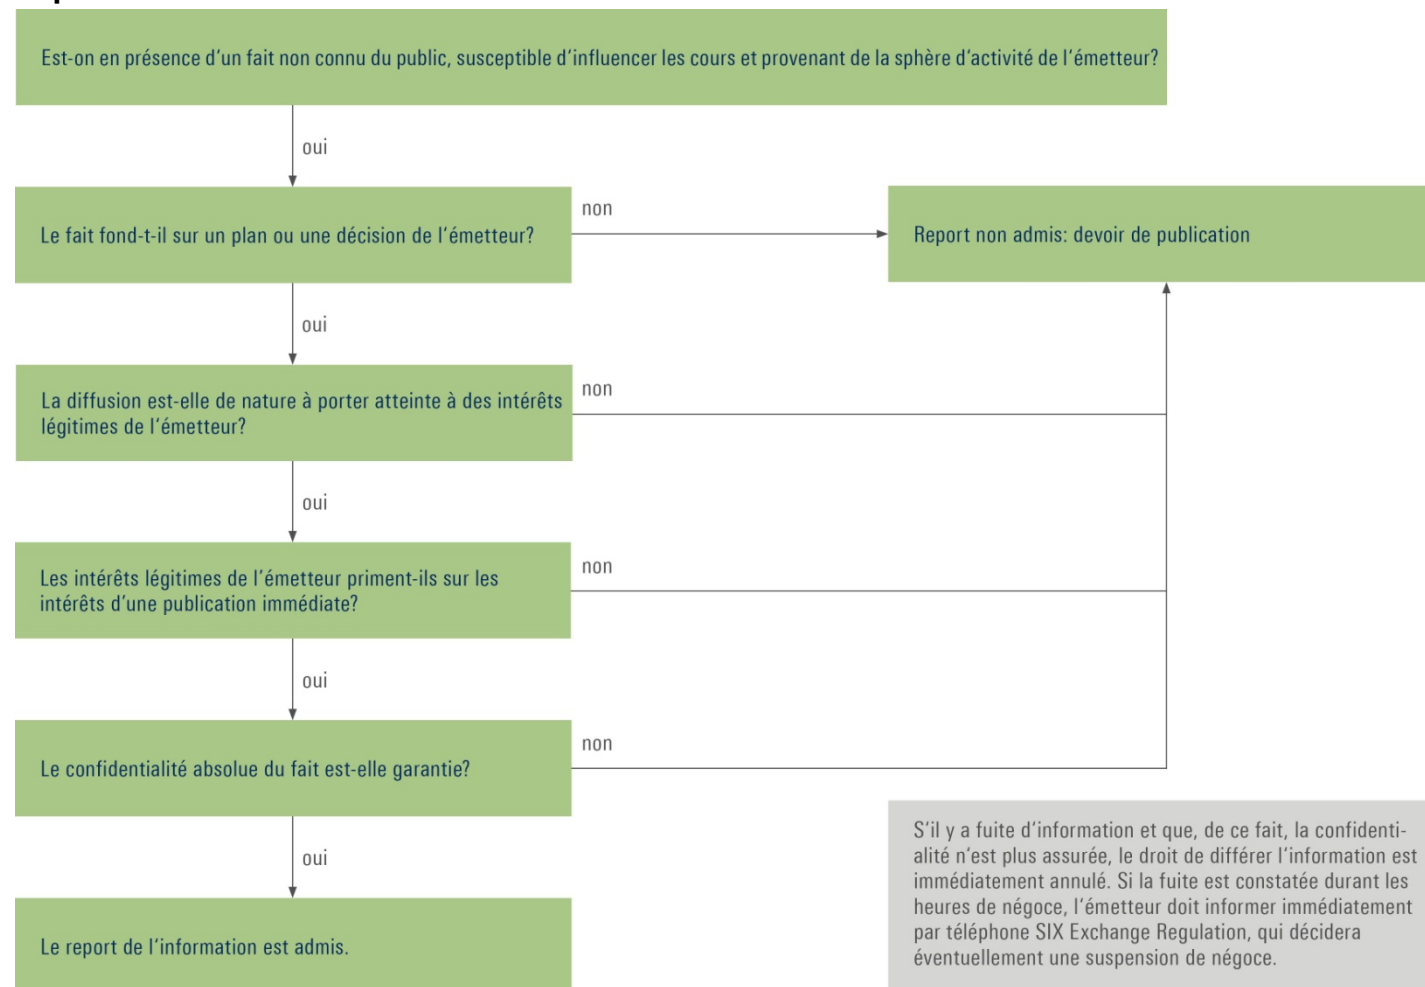 Est-on en présence d'un fait non connu du public, susceptible d'influencer les cours et provenant de la sphère d'activité de l'émetteur?
oui
Le fait fond-t-il sur un plan ou une décision de l'émetteur?
non
Report non admis: devoir de publication
oui
La diffusion est-elle de nature à porter atteinte à des intérêts
légitimes de l'émetteur?
non
oui
Les intérêts légitimes de l'émetteur priment-ils sur les
intérêts d'une publication immédiate?
non
oui
Le confidentialité absolue du fait est-elle garantie?
non
oui
Le report de l'information est admis.
S'il y a fuite d'information et que, de ce fait, la confidenti-
alité n'est plus assurée, le droit de différer l'information est
immédiatement annulé. Si la fuite est constatée durant les
heures de négoce, l'émetteur doit informer immédiatement
par téléphone SIX Exchange Regulation, qui décidera
éventuellement une suspension de négoce.